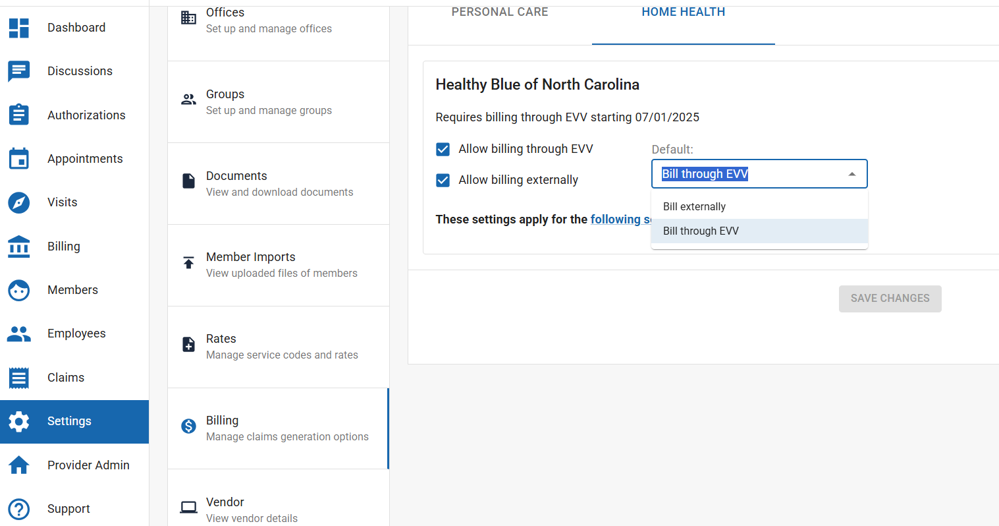 Dashboard
Discussions
Authorizations
Appointments
Visits
Billing
Members
Employees
Claims
Settings
Provider Admin
Support
Offices
Set up and manage offices
Groups
Set up and manage groups
Documents
View and download documents
Member Imports
View uploaded files of members
Rates
Manage service codes and rates
Billing
Manage claims generation options
Vendor
View vendor details
PERSONAL CARE
HOME HEALTH
Healthy Blue of North Carolina
Requires billing through EVV starting 07/01/2025
Allow billing through EVV
Allow billing externally
Default:
Bill through EVV
Bill externally
Bill through EVV
These settings apply for the following
SAVE CHANGES